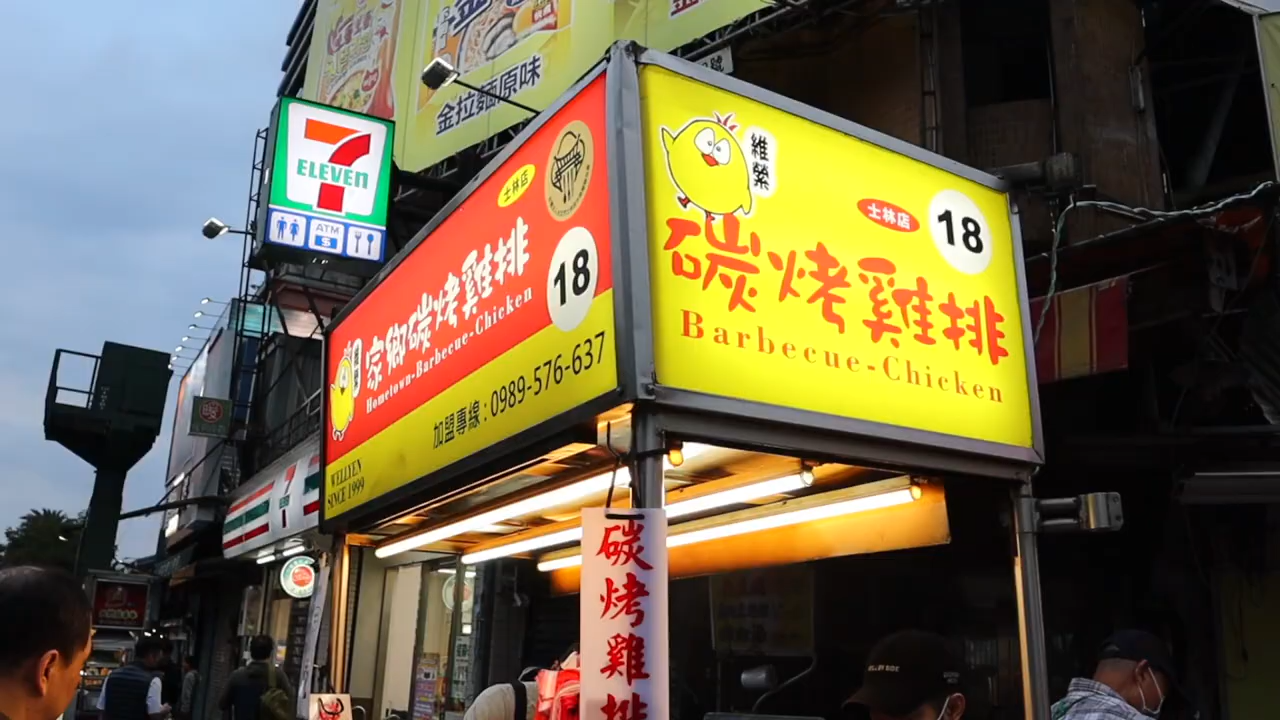 金拉麵原味
7
ELEVEn
ATM
$
士林店
18
家鄉碳烤雞排
Hometown-Barbecue-Chicken
加盟專線:0989-576-637
WELLYEN
SINCE 1999
維縈
士林店
18
碳烤雞排
Barbecue-Chicken
碳烤雞排